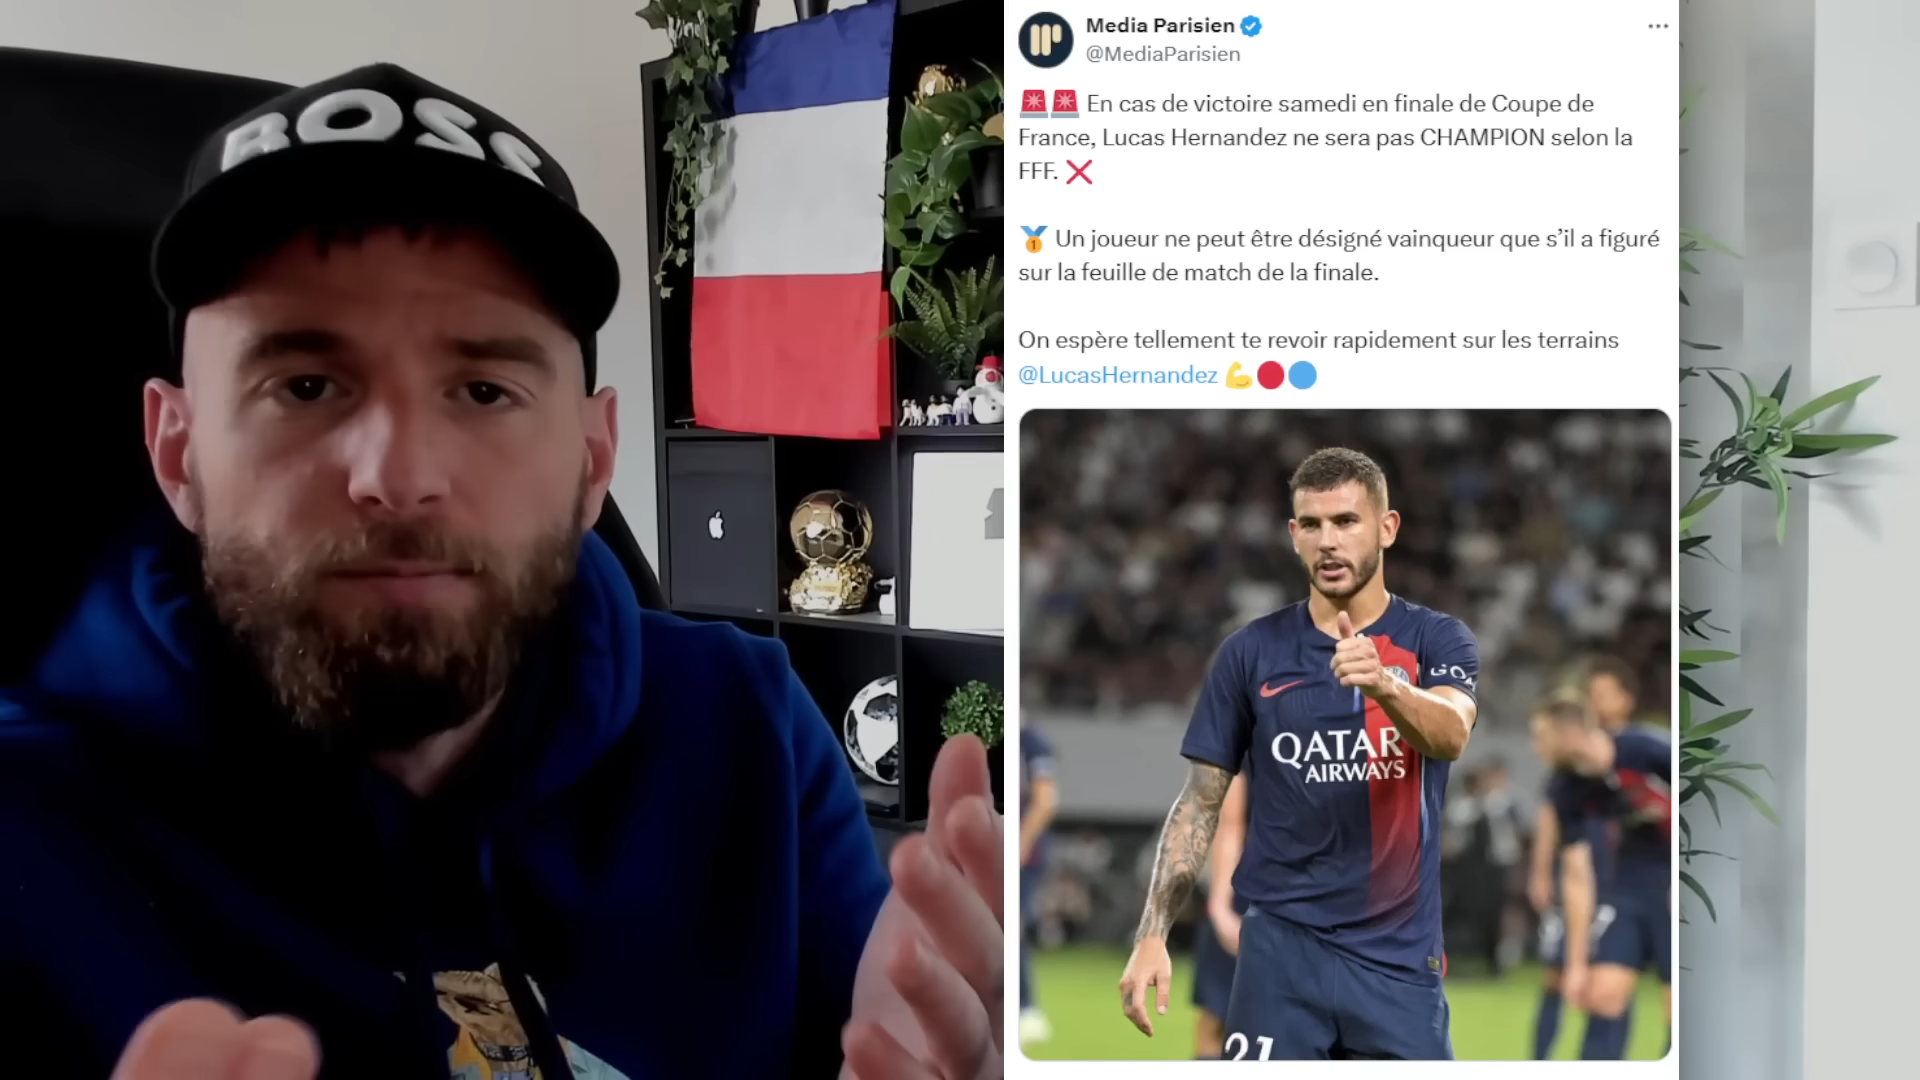 BOSS
Media Parisien
@MediaParisien
🚨🚨 En cas de victoire samedi en finale de Coupe de
France, Lucas Hernandez ne sera pas CHAMPION selon la
FFF. ❌
🥇 Un joueur ne peut être désigné vainqueur que s’il a figuré
sur la feuille de match de la finale.
On espère tellement te revoir rapidement sur les terrains
@LucasHernandez 💪🔴🔵
GOA
QATAR
AIRWAYS
21